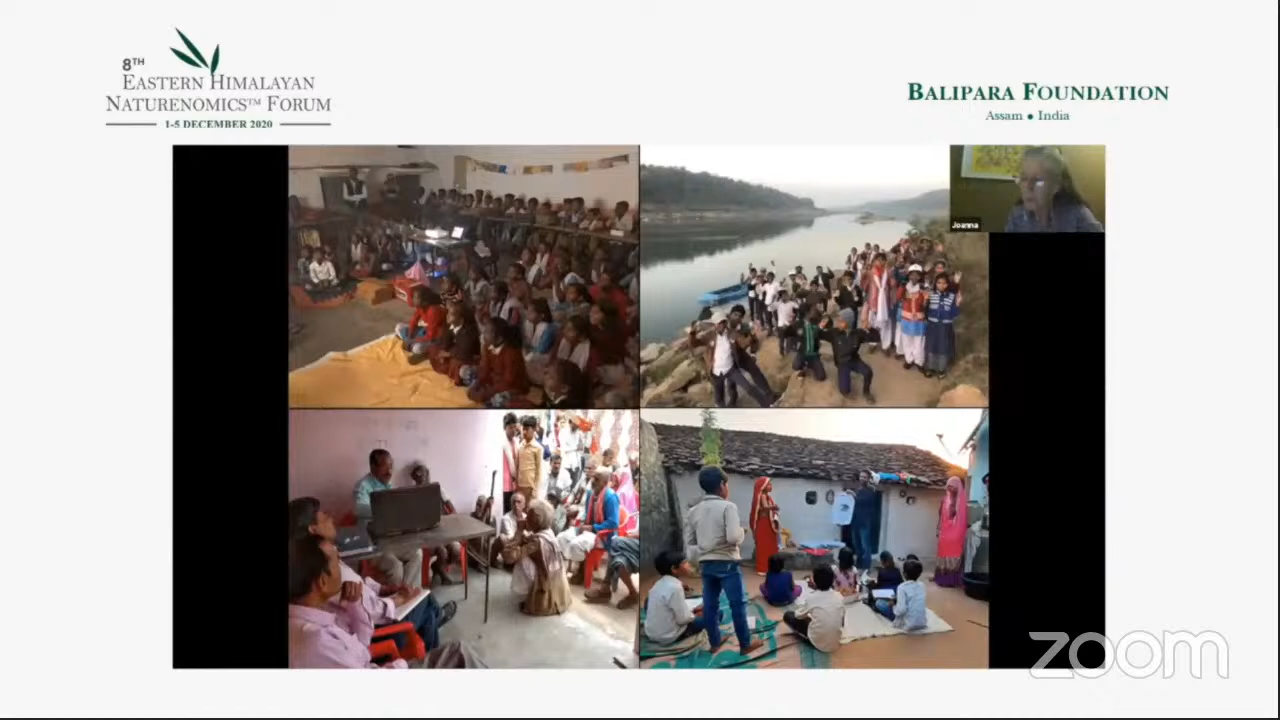 8TH
EASTERN HIMALAYAN
NATURENOMICS™ FORUM
1-5 DECEMBER 2020
BALIPARA FOUNDATION
Assam • India
Joanna
zoom